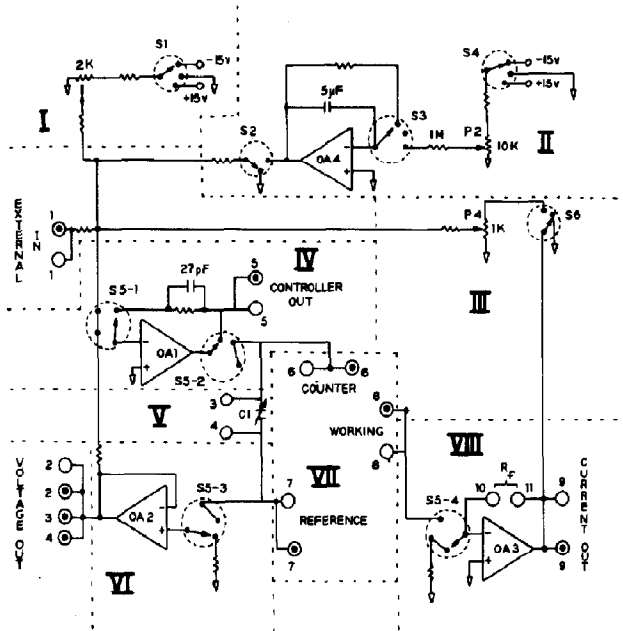 S1
-15V
2K
+15V
I
S4
-15V
+15V
5µF
S3
S2
OA4
1M
P2
10K
II
EXTERNAL IN
1
1
P4
1K
S6
III
27pF
IV
5
CONTROLLER OUT
5
S5-1
OA1
S5-2
6
6
COUNTER
V
3
C1
4
8
WORKING
8
VII
VIII
VOLTAGE OUT
2
2
3
4
S5-3
OA2
7
REFERENCE
7
VI
RF
10
11
9
S5-4
OA3
9
CURRENT OUT